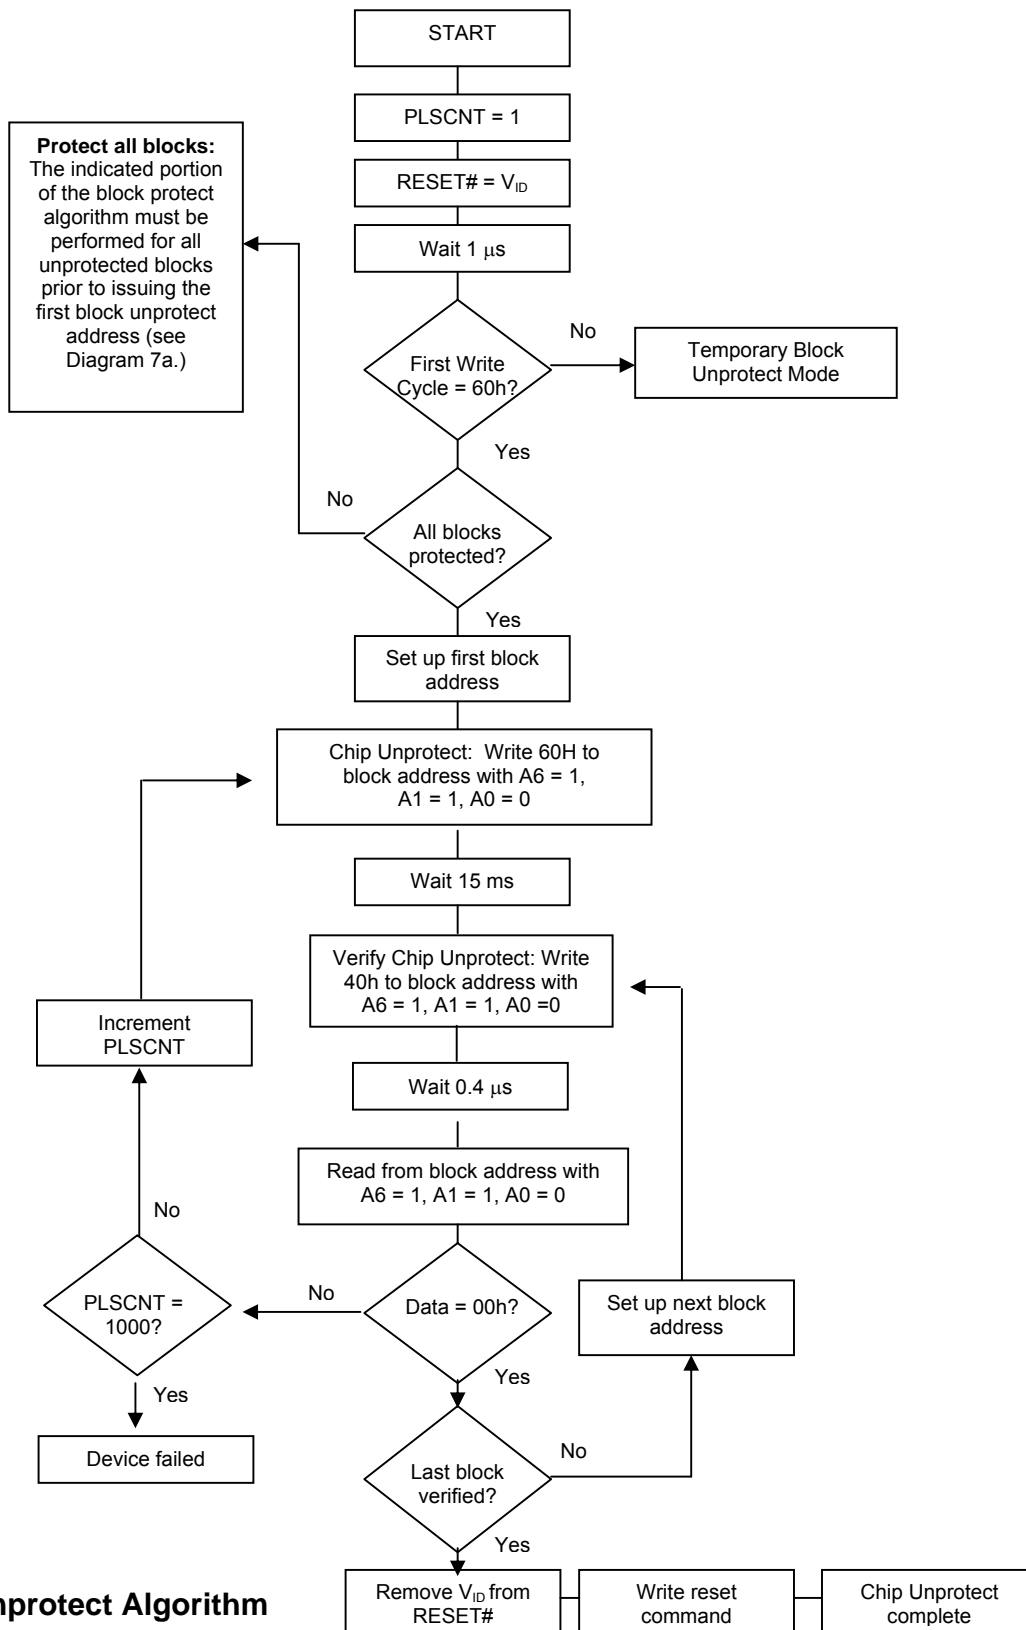 START
PLSCNT = 1
RESET# = VID
Wait 1 μs
Protect all blocks:
The indicated portion
of the block protect
algorithm must be
performed for all
unprotected blocks
prior to issuing the
first block unprotect
address (see
Diagram 7a.)
First Write
Cycle = 60h?
No
Temporary Block
Unprotect Mode
Yes
All blocks
protected?
No
Yes
Set up first block
address
Chip Unprotect: Write 60H to
block address with A6 = 1,
A1 = 1, A0 = 0
Wait 15 ms
Verify Chip Unprotect: Write
40h to block address with
A6 = 1, A1 = 1, A0 =0
Increment
PLSCNT
Wait 0.4 μs
Read from block address with
A6 = 1, A1 = 1, A0 = 0
No
PLSCNT =
1000?
No
Data = 00h?
Set up next block
address
Yes
Yes
Device failed
Last block
verified?
No
Yes
Remove VID from
RESET#
Write reset
command
Chip Unprotect
complete
Algorithm